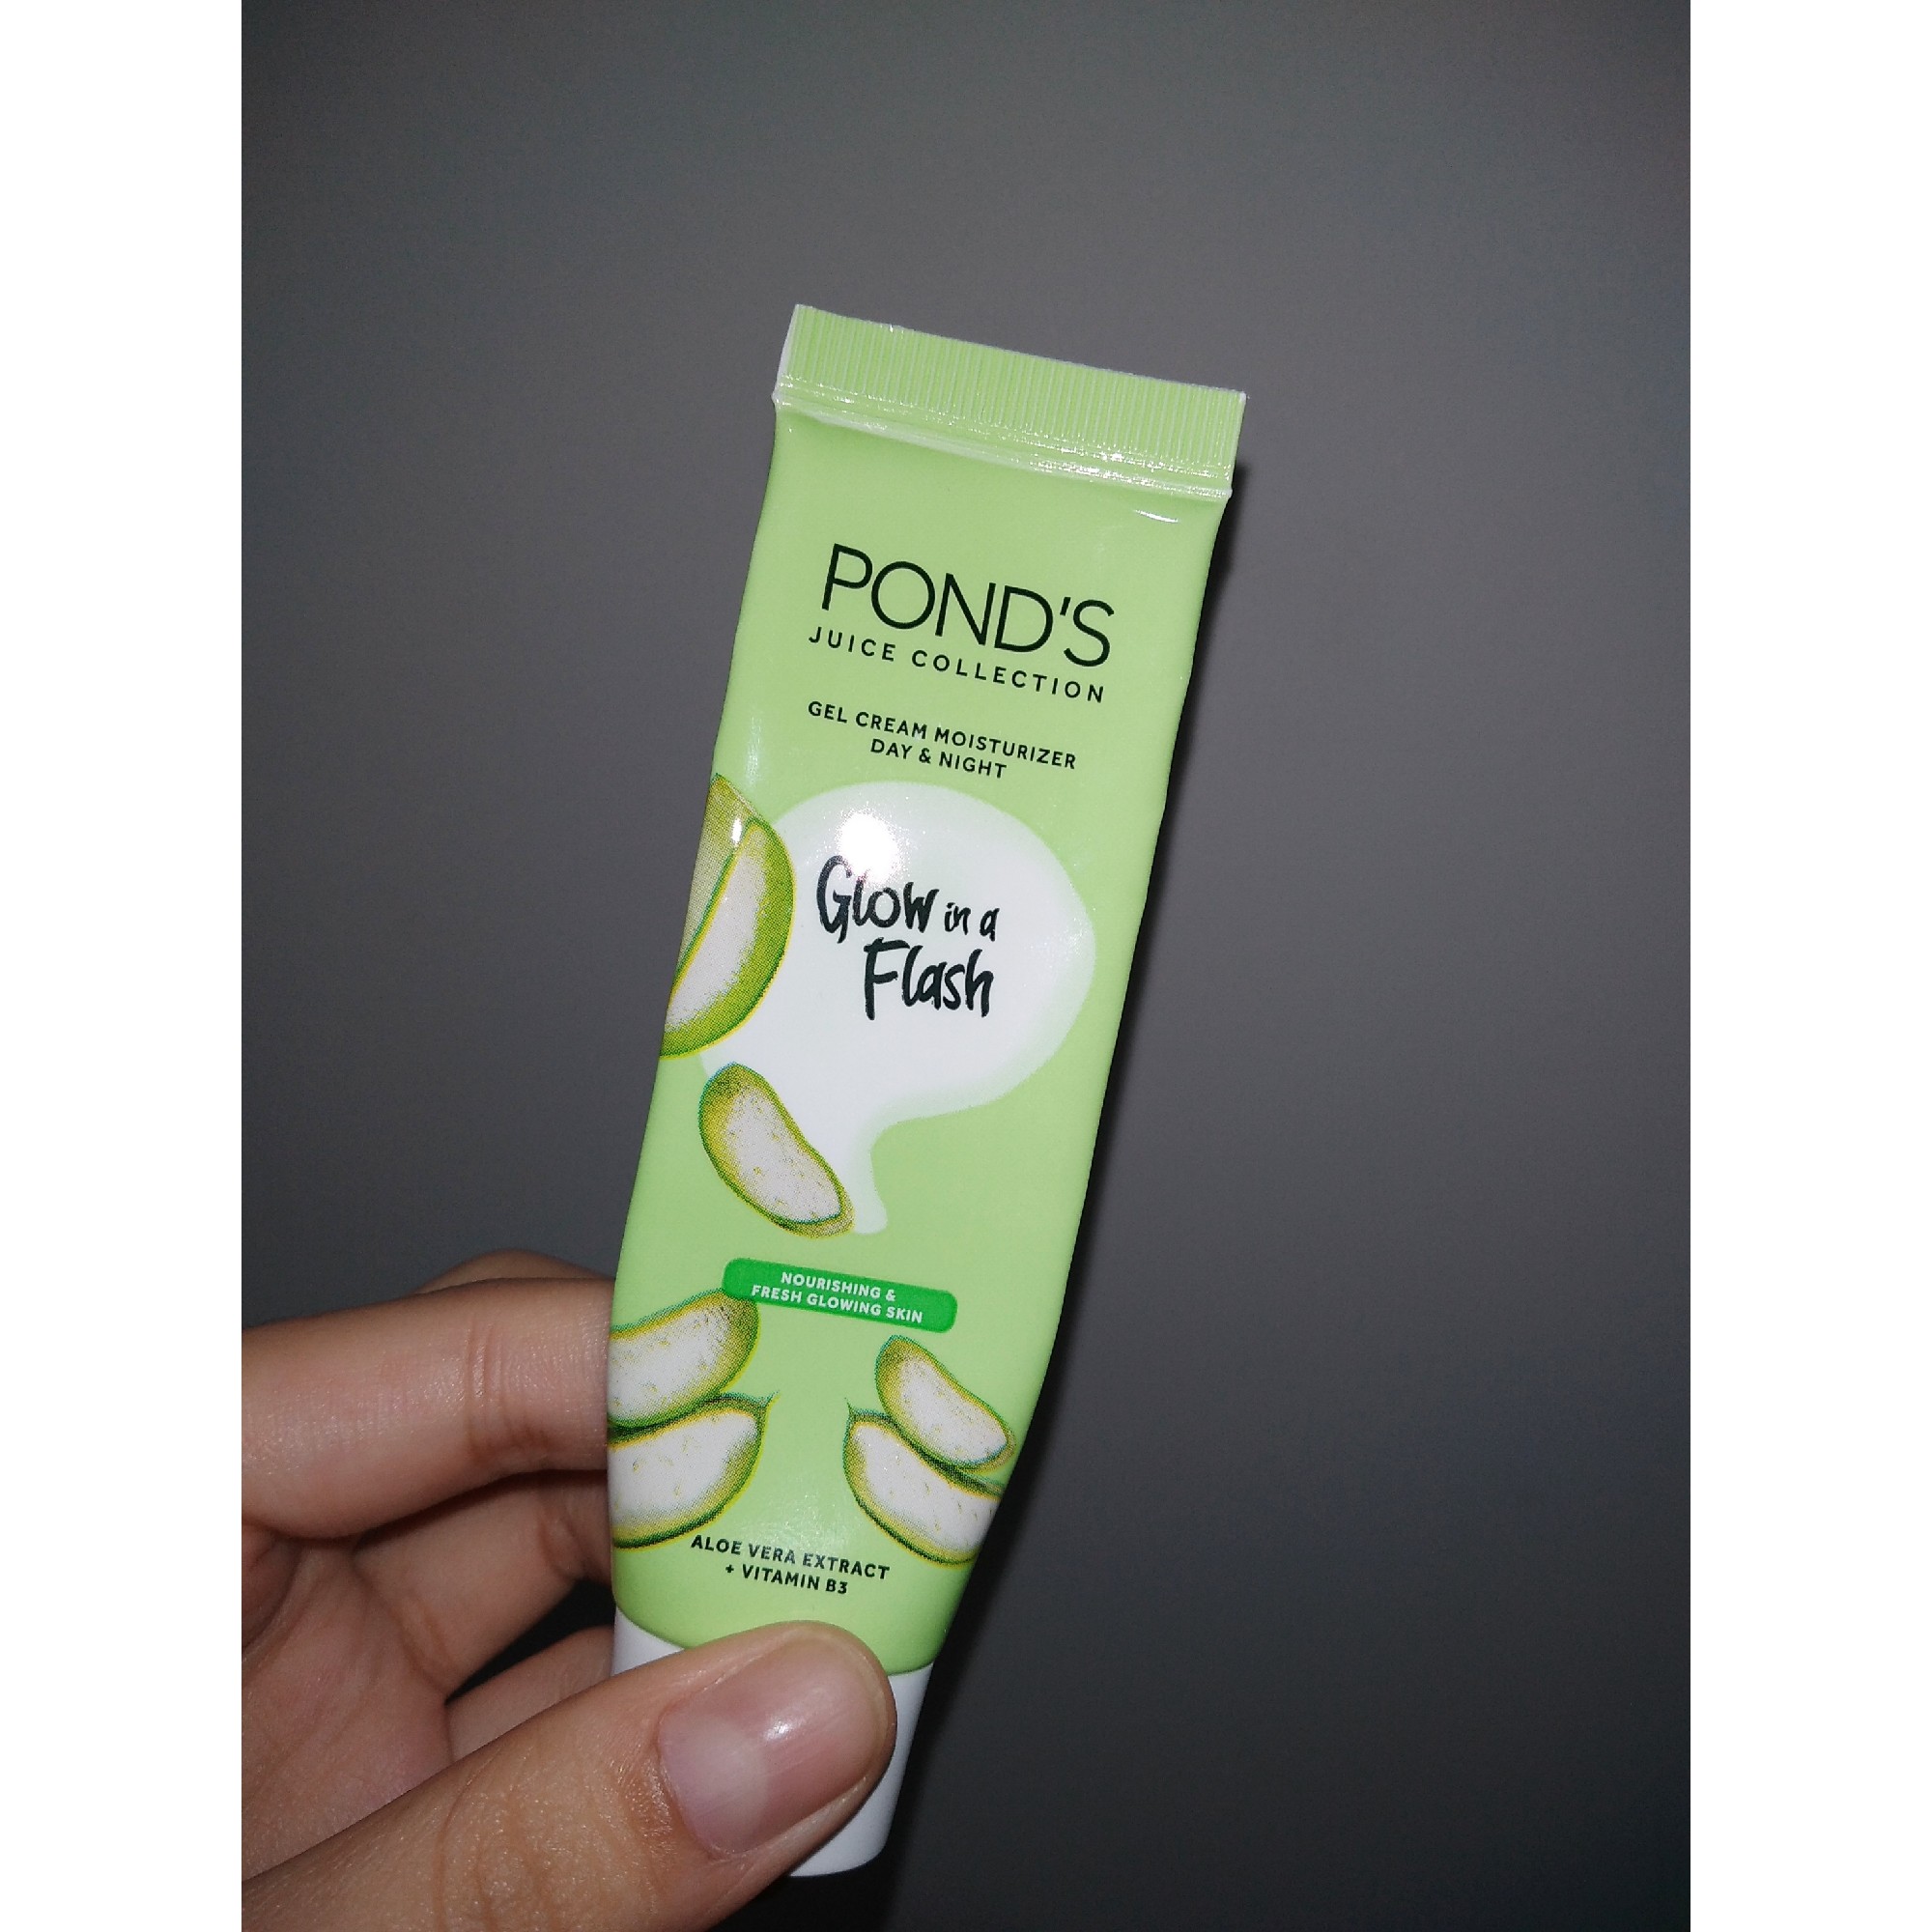 POND'S
JUICE COLLECTION
GEL CREAM MOISTURIZER
DAY & NIGHT
Glow in a
Flash
NOURISHING &
FRESH GLOWING SKIN
ALOE VERA EXTRACT
+ VITAMIN B3